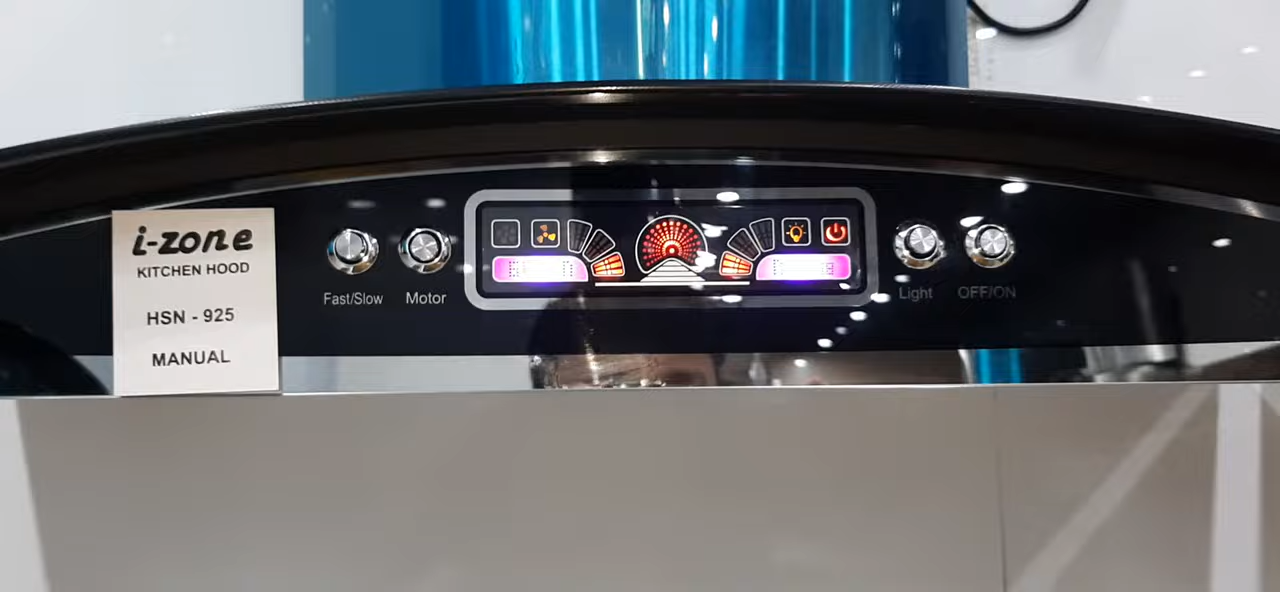 i-zone
KITCHEN HOOD
HSN - 925
MANUAL
Fast/Slow
Motor
Light
OFF/ON